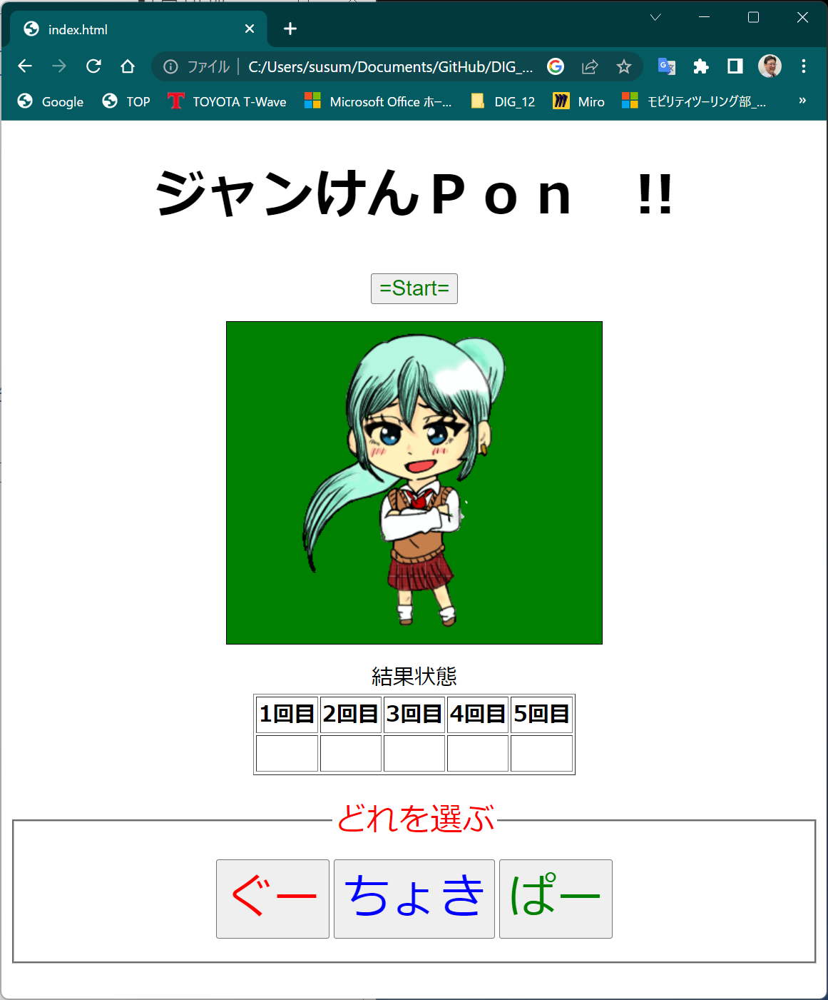 index.html
ファイル C:/Users/susum/Documents/GitHub/DIG_...
Google TOP TOYOTA T-Wave Microsoft Office ホー... DIG_12 Miro モビリティツーリング部_... »
ジャンけんＰｏｎ　!!
=Start=
結果状態
1回目 2回目 3回目 4回目 5回目
どれを選ぶ
ぐー ちょき ぱー